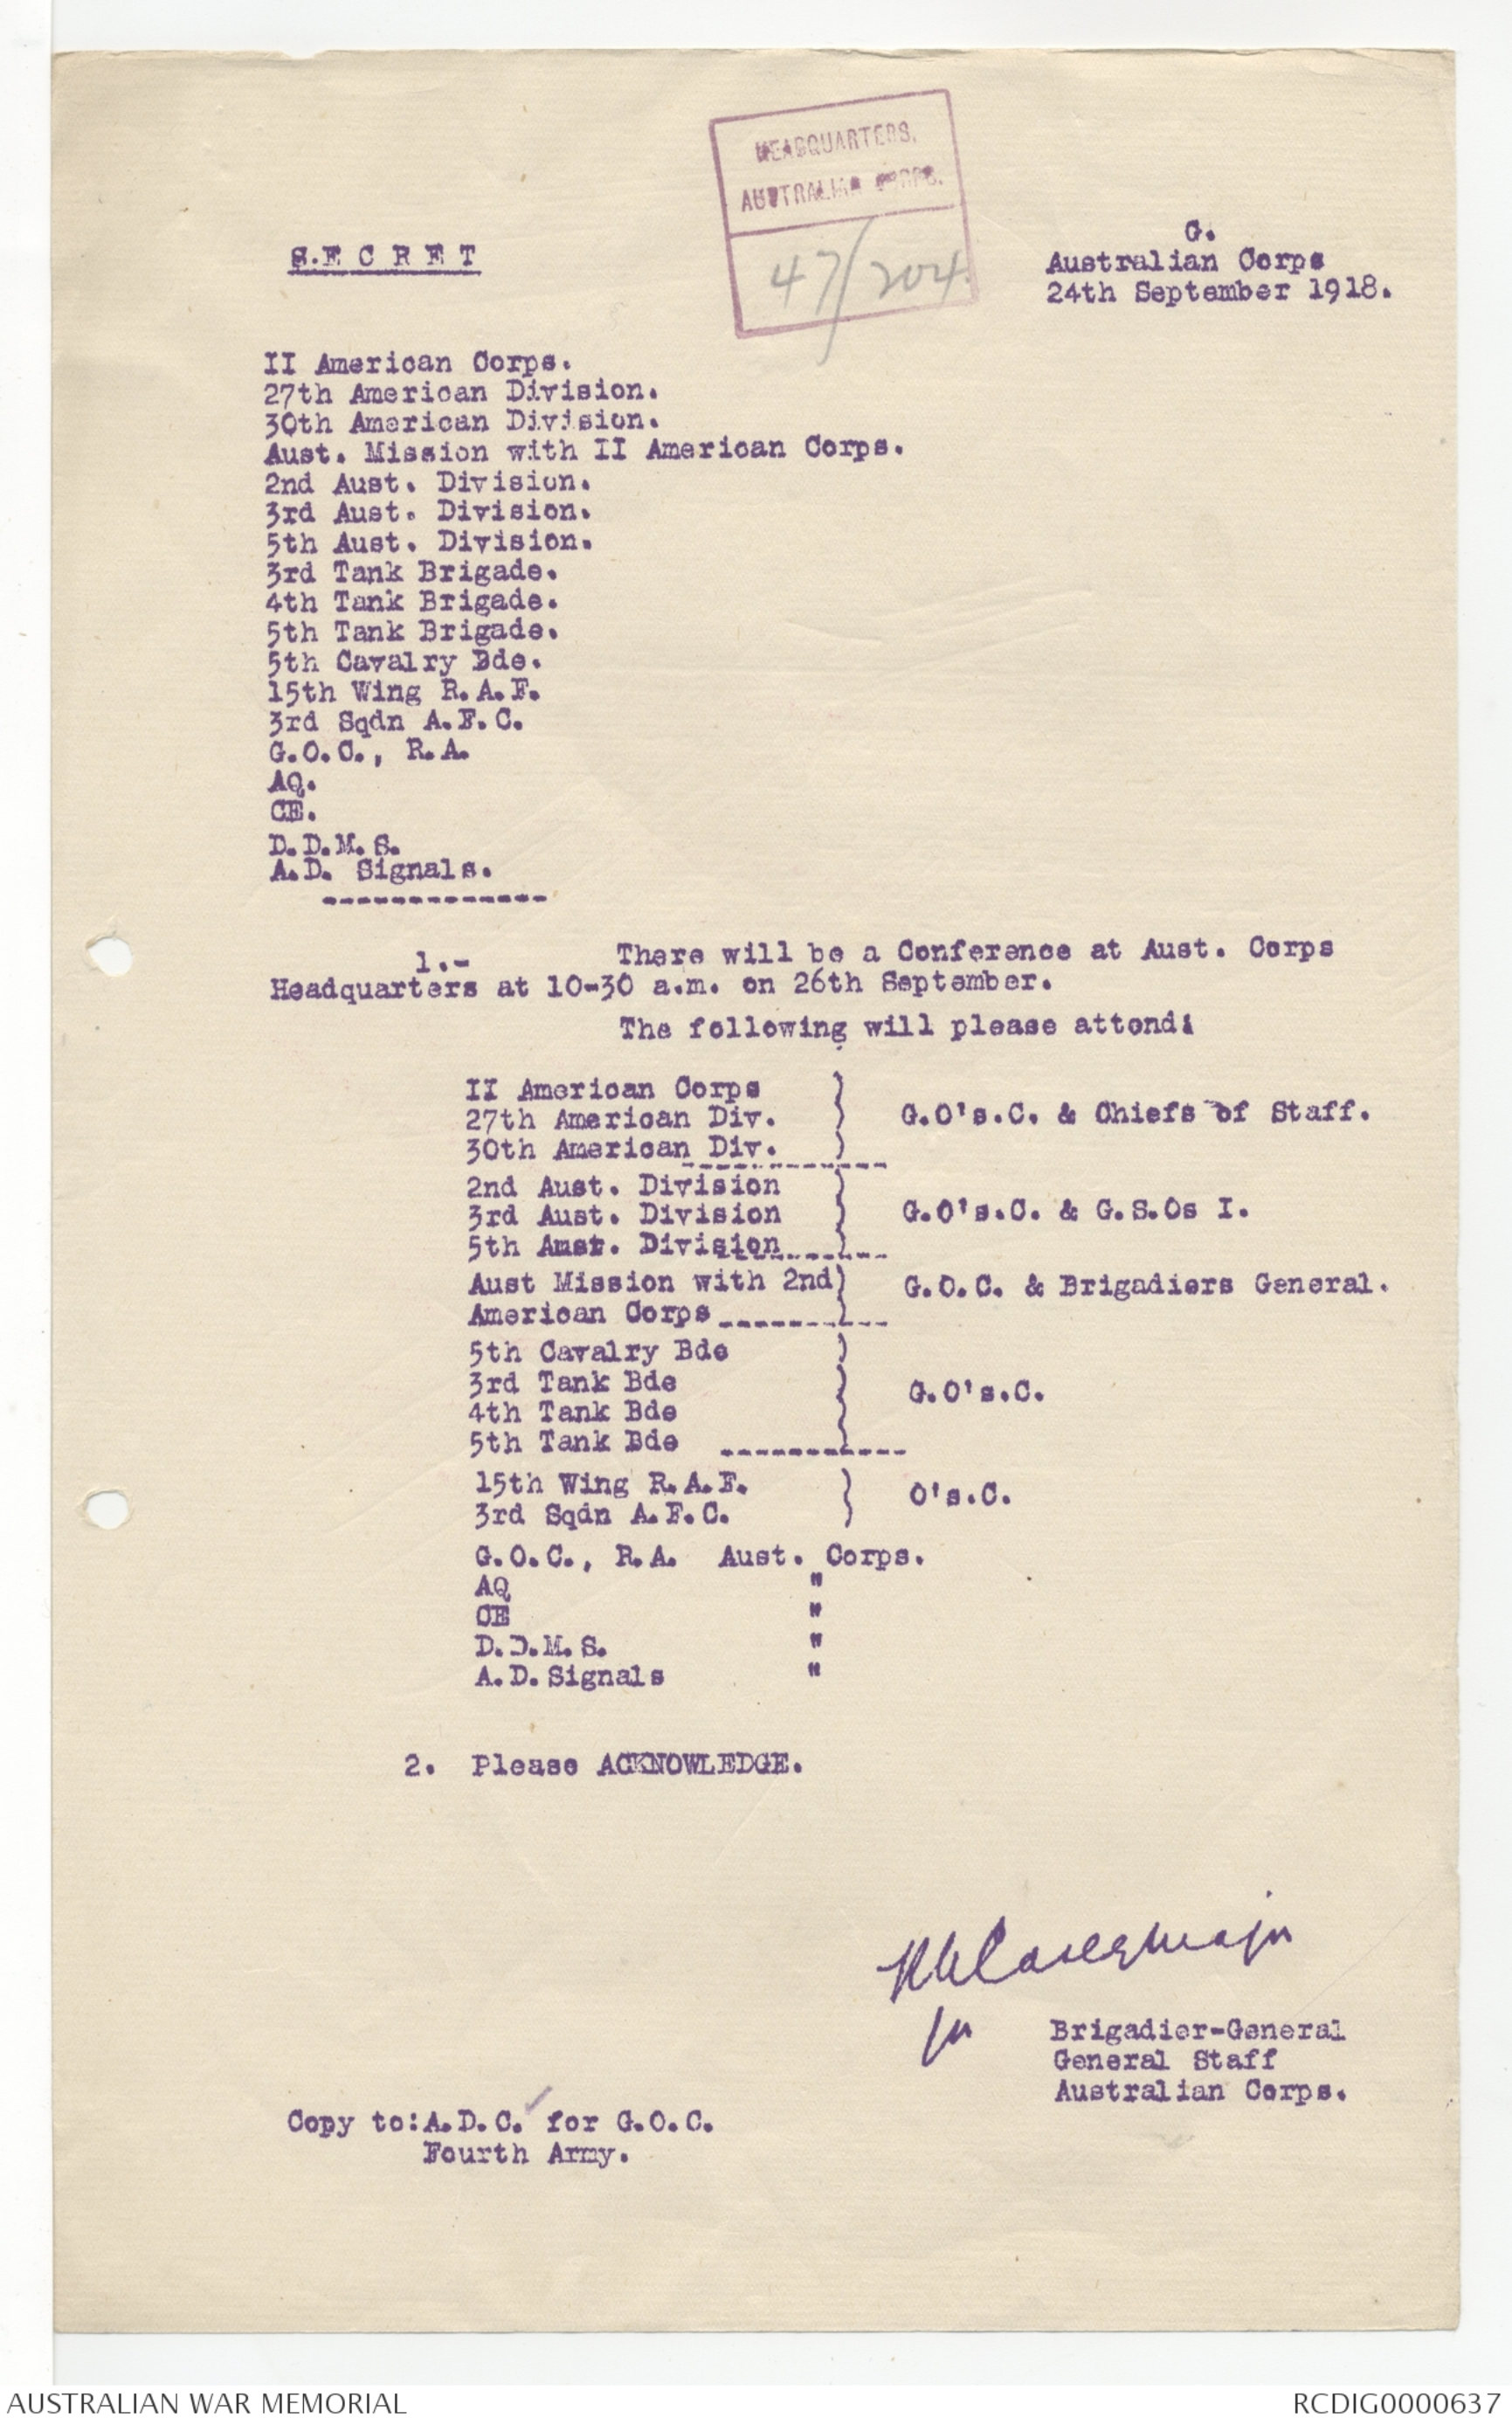 HEADQUARTERS,
AUSTRALIAN CORPS.
47/204.
S.E C R E T
G.
Australian Corps
24th September 1918.
II American Corps.
27th American Division.
30th American Division.
Aust. Mission with II American Corps.
2nd Aust. Division.
3rd Aust. Division.
5th Aust. Division.
3rd Tank Brigade.
4th Tank Brigade.
5th Tank Brigade.
5th Cavalry Bde.
15th Wing R.A.F.
3rd Sqdn A.F.C.
G.O.C., R.A.
AQ.
CE.
D.D.M.S.
A.D. Signals.
-------------
1.- There will be a Conference at Aust. Corps
Headquarters at 10-30 a.m. on 26th September.
The following will please attend:
II American Corps )
27th American Div. ) G.O's.C. & Chiefs of Staff.
30th American Div. )
2nd Aust. Division )
3rd Aust. Division ) G.O's.C. & G.S.Os I.
5th Aust. Division )
Aust Mission with 2nd) G.O.C. & Brigadiers General.
American Corps )
5th Cavalry Bde )
3rd Tank Bde ) G.O's.C.
4th Tank Bde )
5th Tank Bde )
15th Wing R.A.F. ) O's.C.
3rd Sqdn A.F.C. )
G.O.C., R.A. Aust. Corps.
AQ "
CE "
D.D.M.S. "
A.D.Signals "
2. Please ACKNOWLEDGE.
Casey Major
for Brigadier-General
General Staff
Australian Corps.
Copy to:A.D.C. for G.O.C.
Fourth Army.
AUSTRALIAN WAR MEMORIAL
RCDIG0000637